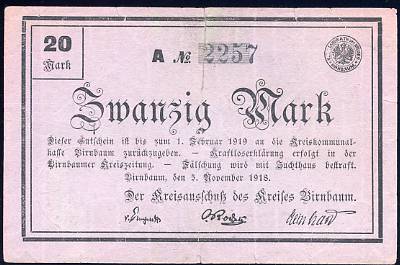 20
Mark
A № 2257
Zwanzig Mark
Dieser Gutschein ist bis zum 1. Februar 1919 an die Kreiskommunal-
kasse Birnbaum zurückzugeben. — Kraftloserklärung erfolgt in der
Birnbaumer Kreiszeitung. — Fälschung wird mit Zuchthaus bestraft.
Birnbaum, den 5. November 1918.
Der Kreisausschuß des Kreises Birnbaum.